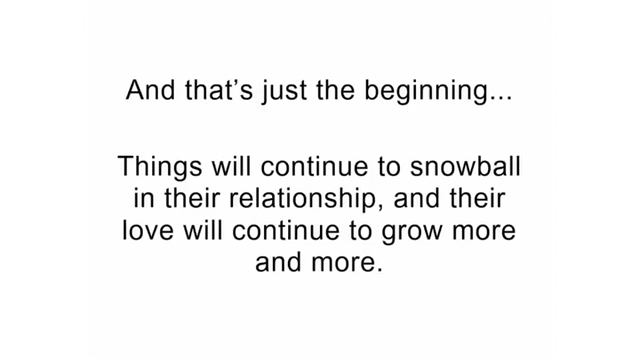 And that’s just the beginning...
Things will continue to snowball
in their relationship, and their
love will continue to grow more
and more.